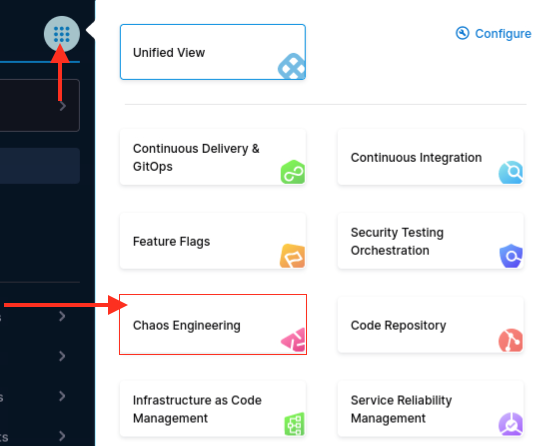 Configure
Unified View
Continuous Delivery &
GitOps
Continuous Integration
Feature Flags
Security Testing
Orchestration
Chaos Engineering
Code Repository
Infrastructure as Code
Management
Service Reliability
Management